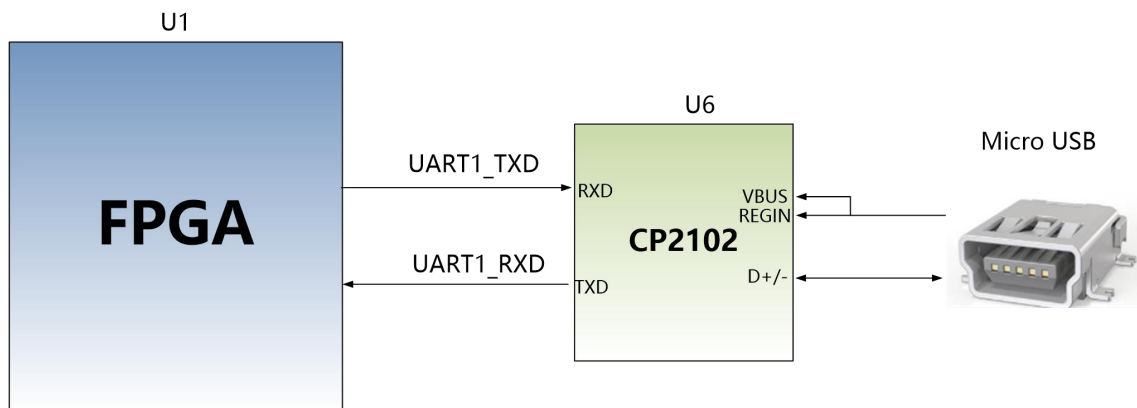 U1
FPGA
UART1_TXD
UART1_RXD
U6
RXD
TXD
CP2102
VBUS
REGIN
D+/-
Micro USB